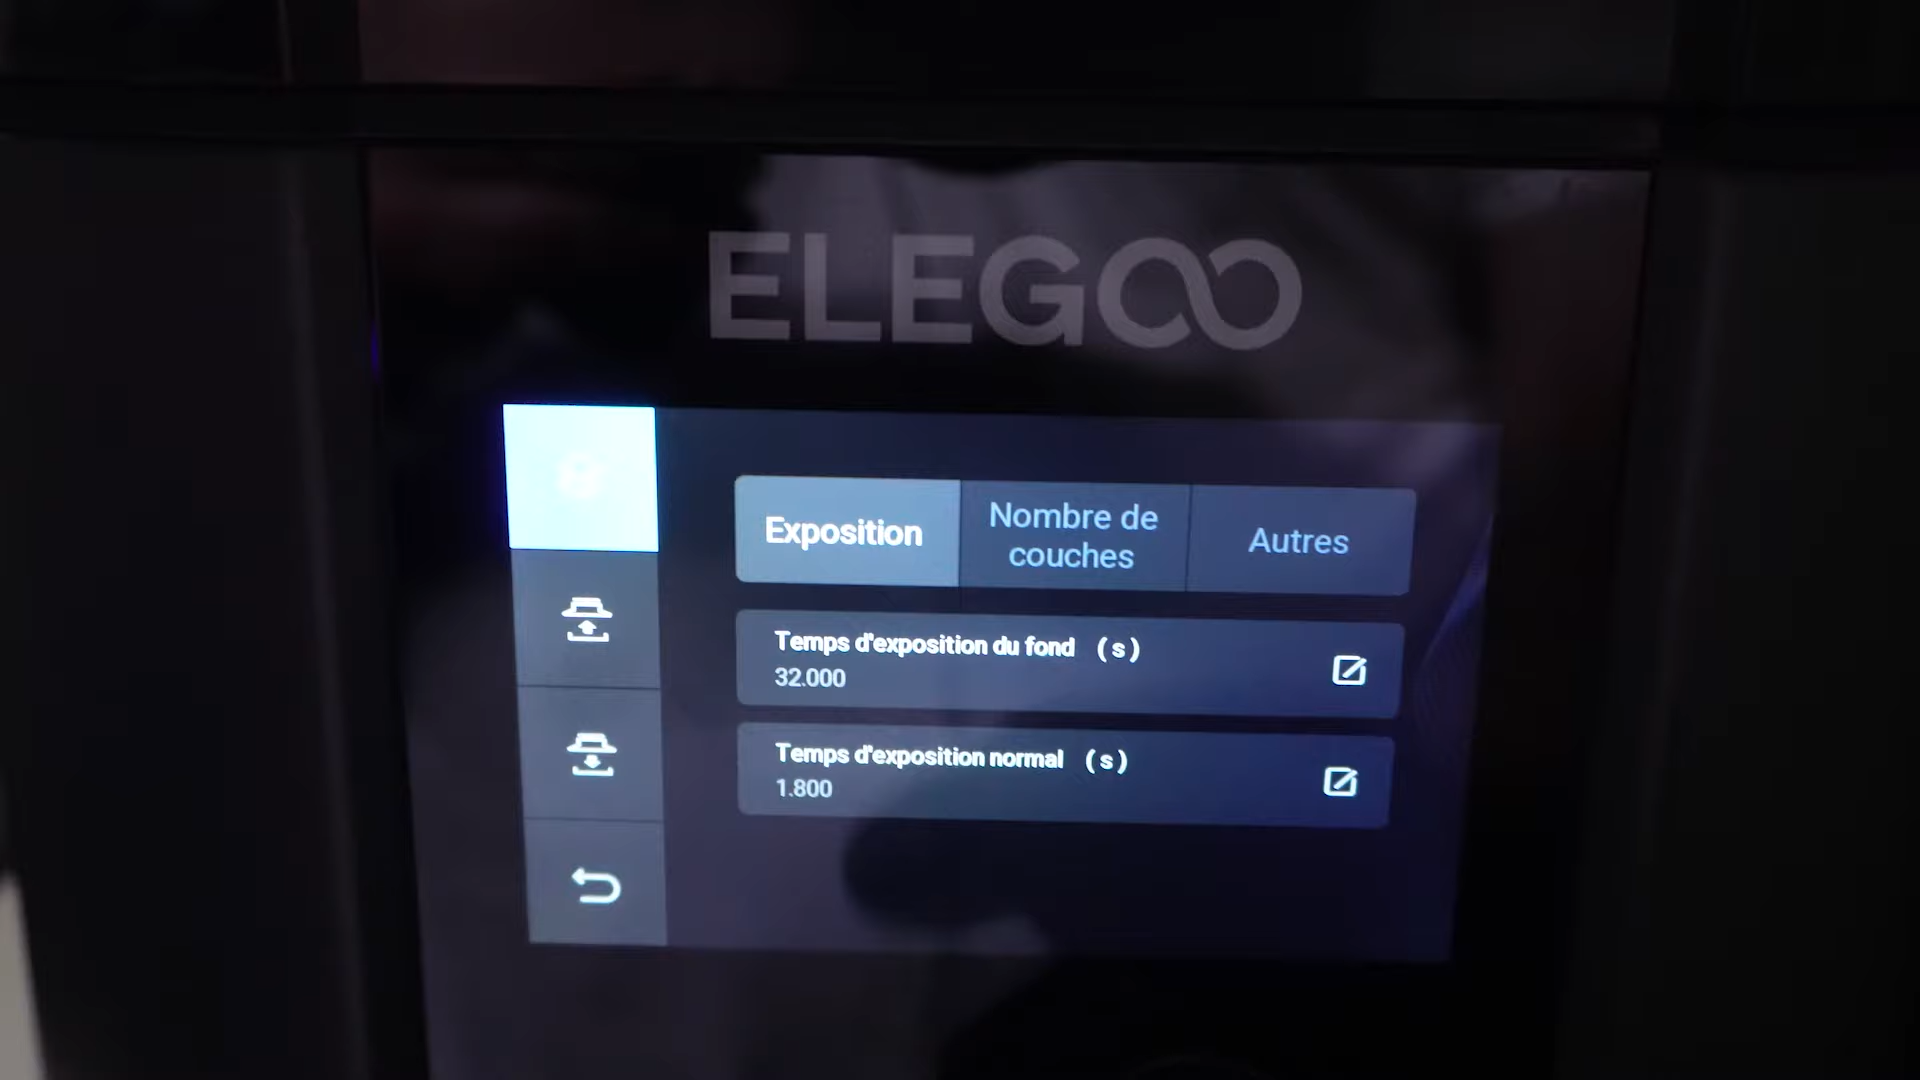 ELEGOO
Exposition
Nombre de
couches
Autres
Temps d'exposition du fond (s)
32.000
Temps d'exposition normal (s)
1.800